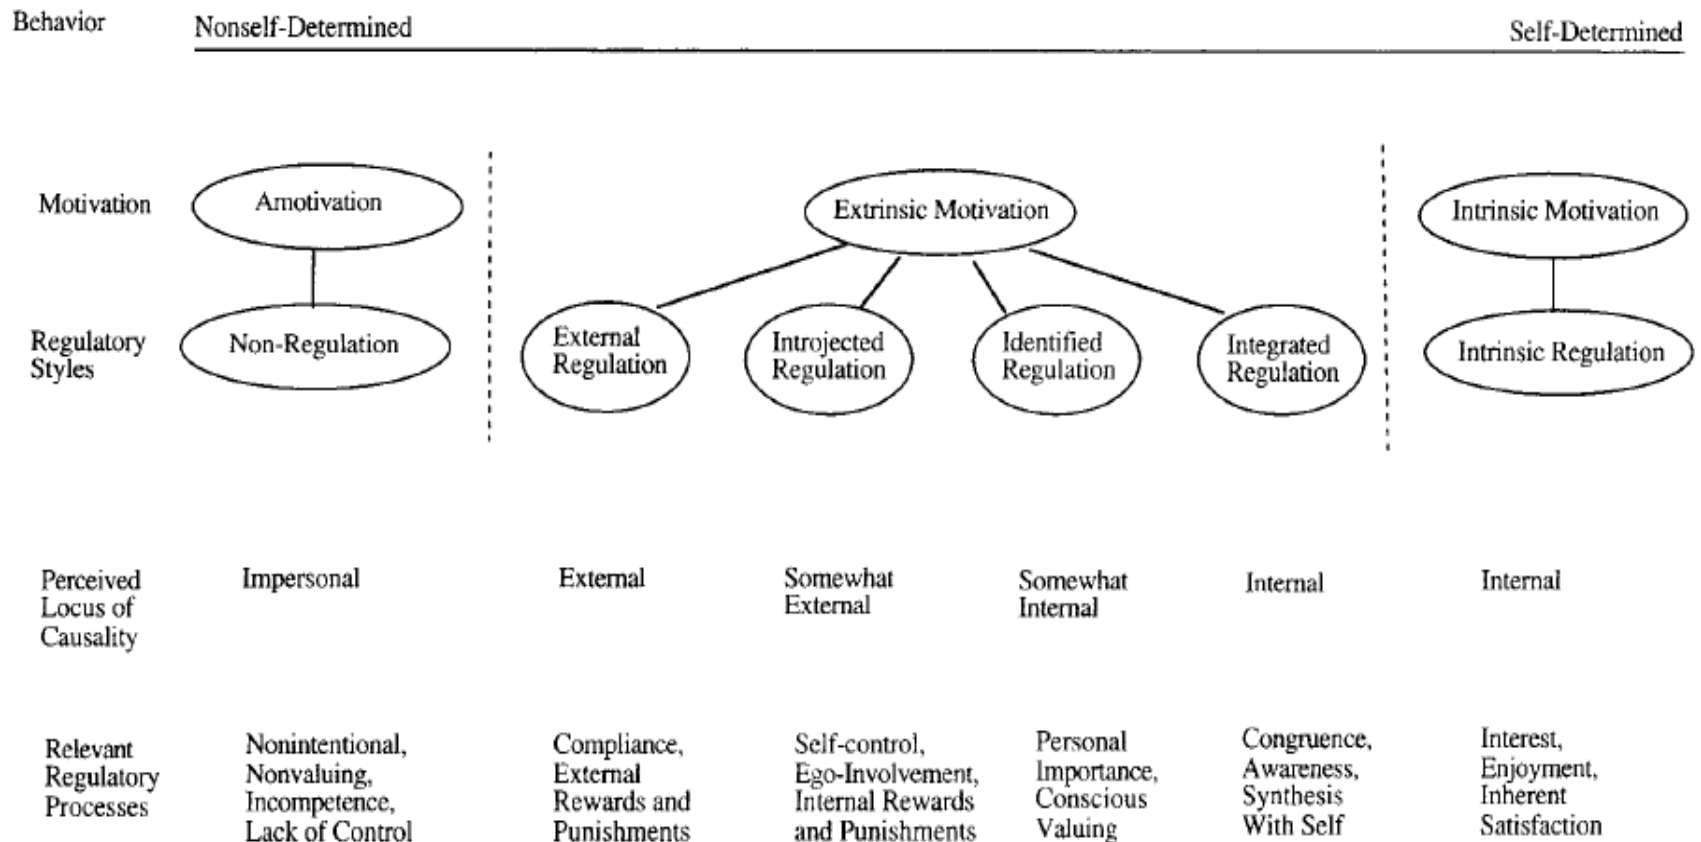 Behavior
Nonself-Determined
Self-Determined
Motivation
Amotivation
Extrinsic Motivation
Intrinsic Motivation
Regulatory
Styles
Non-Regulation
External
Regulation
Introjected
Regulation
Identified
Regulation
Integrated
Regulation
Intrinsic Regulation
Perceived
Locus of
Causality
Impersonal
External
Somewhat
External
Somewhat
Internal
Internal
Internal
Relevant
Regulatory
Processes
Nonintentional,
Nonvaluing,
Incompetence,
Lack of Control
Compliance,
External
Rewards and
Punishments
Self-control,
Ego-Involvement,
Internal Rewards
and Punishments
Personal
Importance,
Conscious
Valuing
Congruence,
Awareness,
Synthesis
With Self
Interest,
Enjoyment,
Inherent
Satisfaction